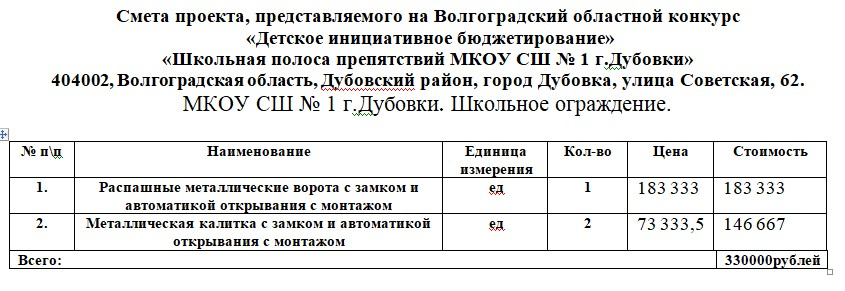 Смета проекта, представляемого на Волгоградский областной конкурс
«Детское инициативное бюджетирование»
«Школьная полоса препятствий МКОУ СШ № 1 г.Дубовки»
404002, Волгоградская область, Дубовский район, город Дубовка, улица Советская, 62.
МКОУ СШ № 1 г.Дубовки. Школьное ограждение.
№ п\п Наименование Единица измерения Кол-во Цена Стоимость
1. Распашные металлические ворота с замком и автоматикой открывания с монтажом ед 1 183 333 183 333
2. Металлическая калитка с замком и автоматикой открывания с монтажом ед 2 73 333,5 146 667
Всего: 330000рублей